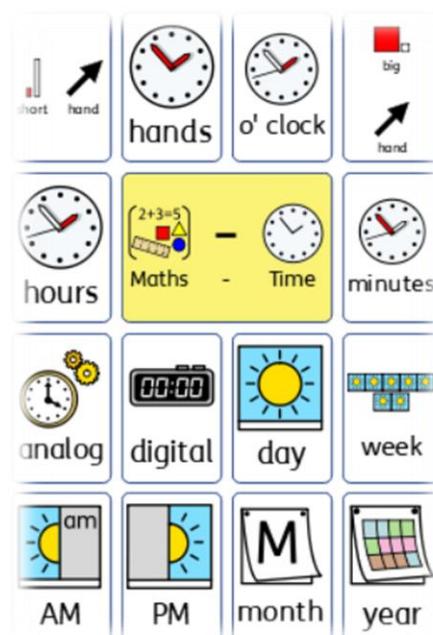 short hand
hands
o' clock
big
hand
hours
2+3=5
Maths - Time
minutes
analog
digital
day
week
00:00
am
AM
PM
M
month
year